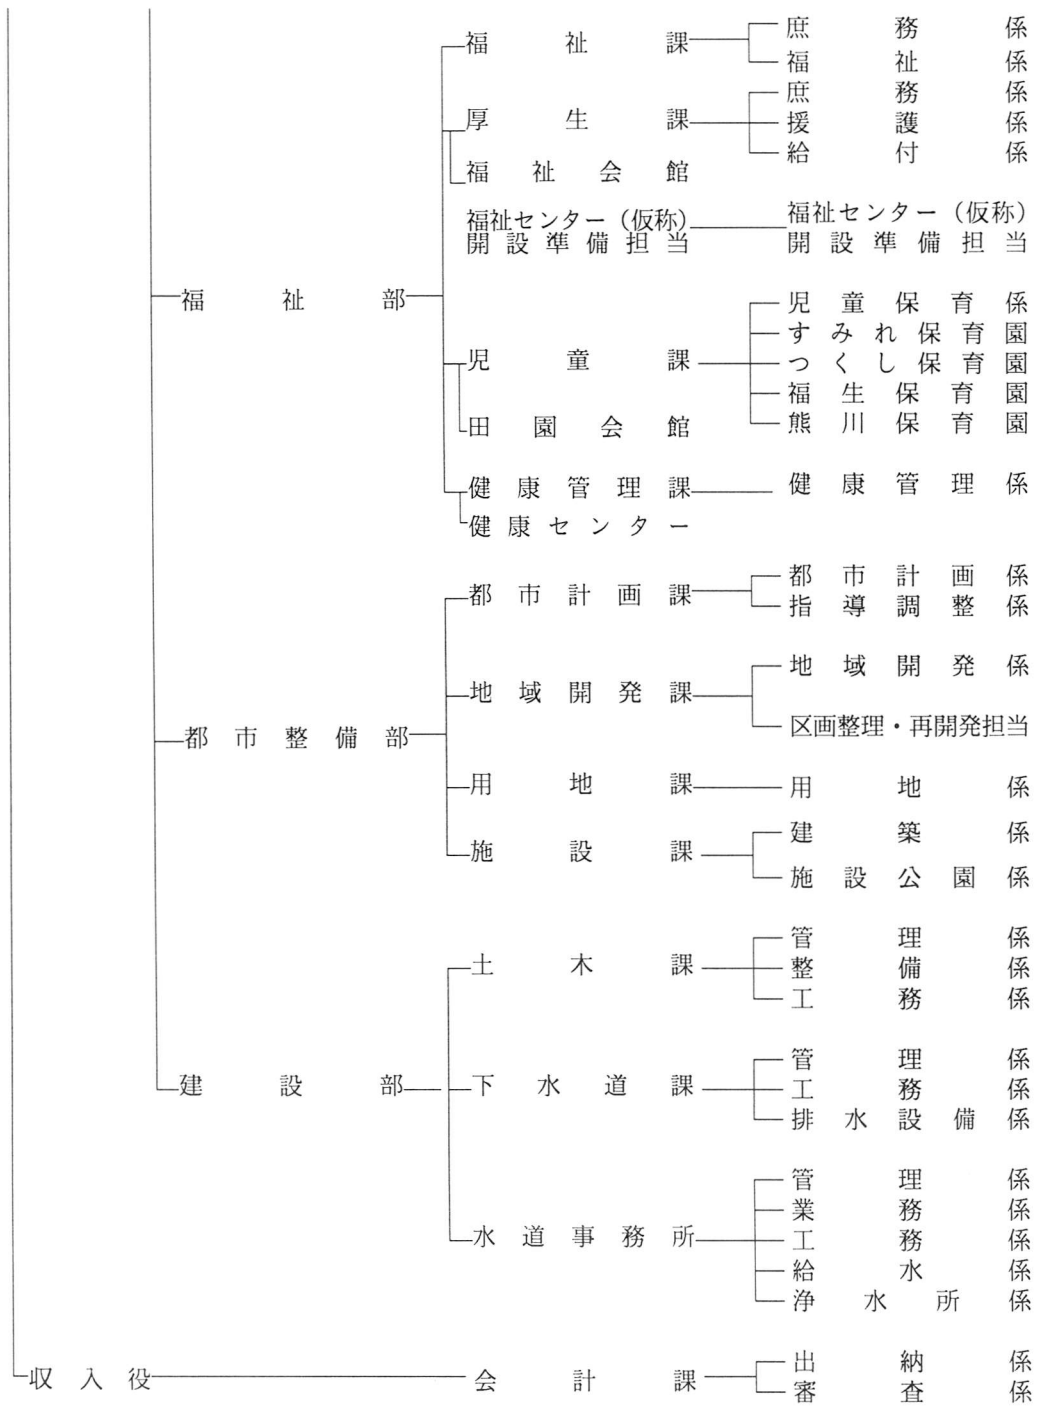 福祉課 庶務係
福祉係
厚生課 庶務係
援護係
給付係
福祉会館
福祉センター（仮称） 福祉センター（仮称）
開設準備担当 開設準備担当
福祉部
児童保育係
すみれ保育園
児童課 つくし保育園
福生保育園
田園会館 熊川保育園
健康管理課 健康管理係
健康センター
都市計画課 都市計画係
指導調整係
地域開発課 地域開発係
区画整理・再開発担当
都市整備部
用地課 用地係
施設課 建築係
施設公園係
土木課 管理係
整備係
工務係
建設部 下水道課 管理係
工務係
排水設備係
管理係
業務係
水道事務所 工務係
給水係
浄水所係
収入役 会計課 出納係
審査係